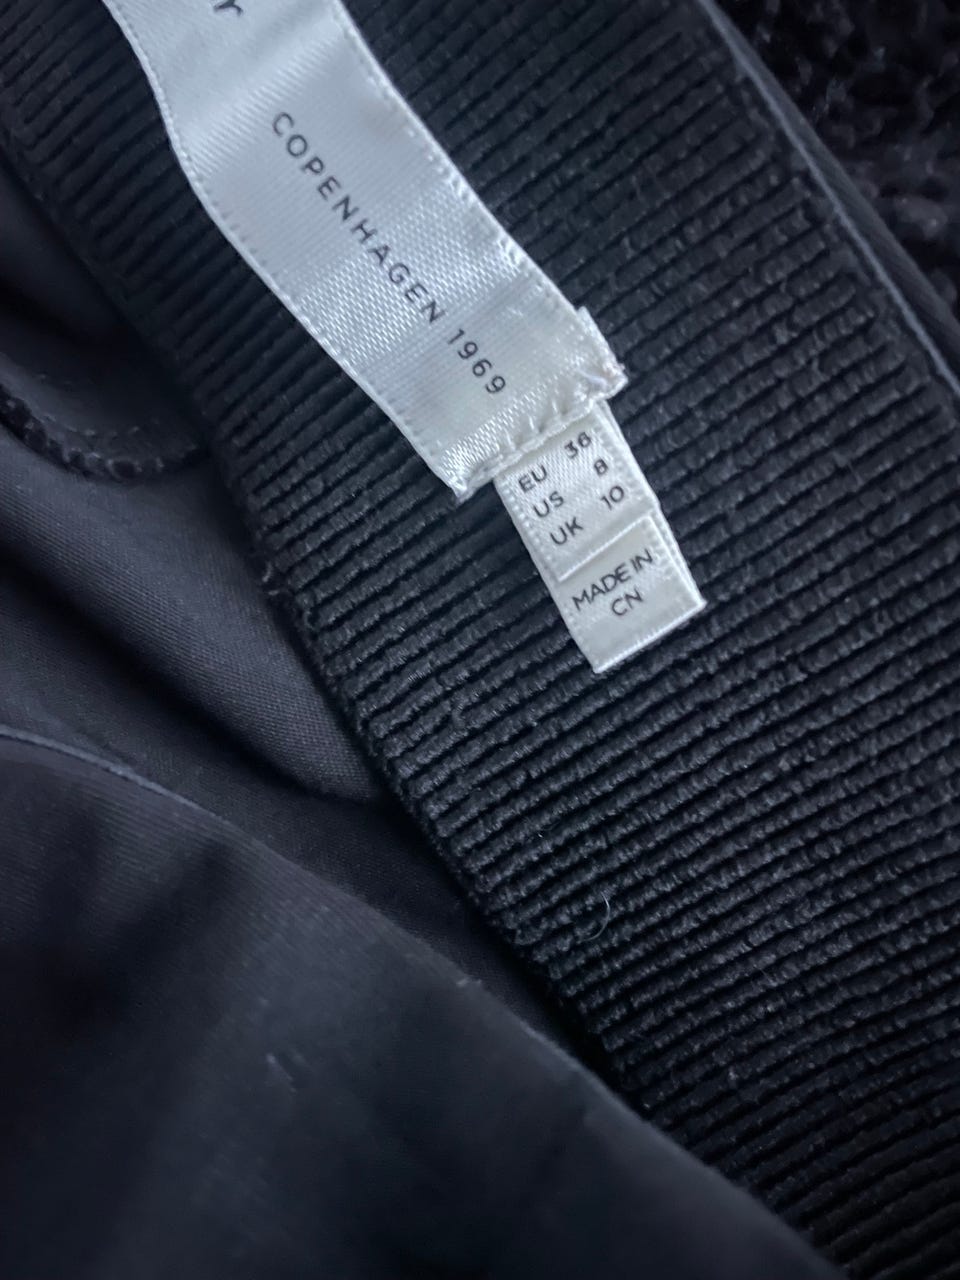 COPENHAGEN 1969
EU 36
US 8
UK 10
MADE IN
CN